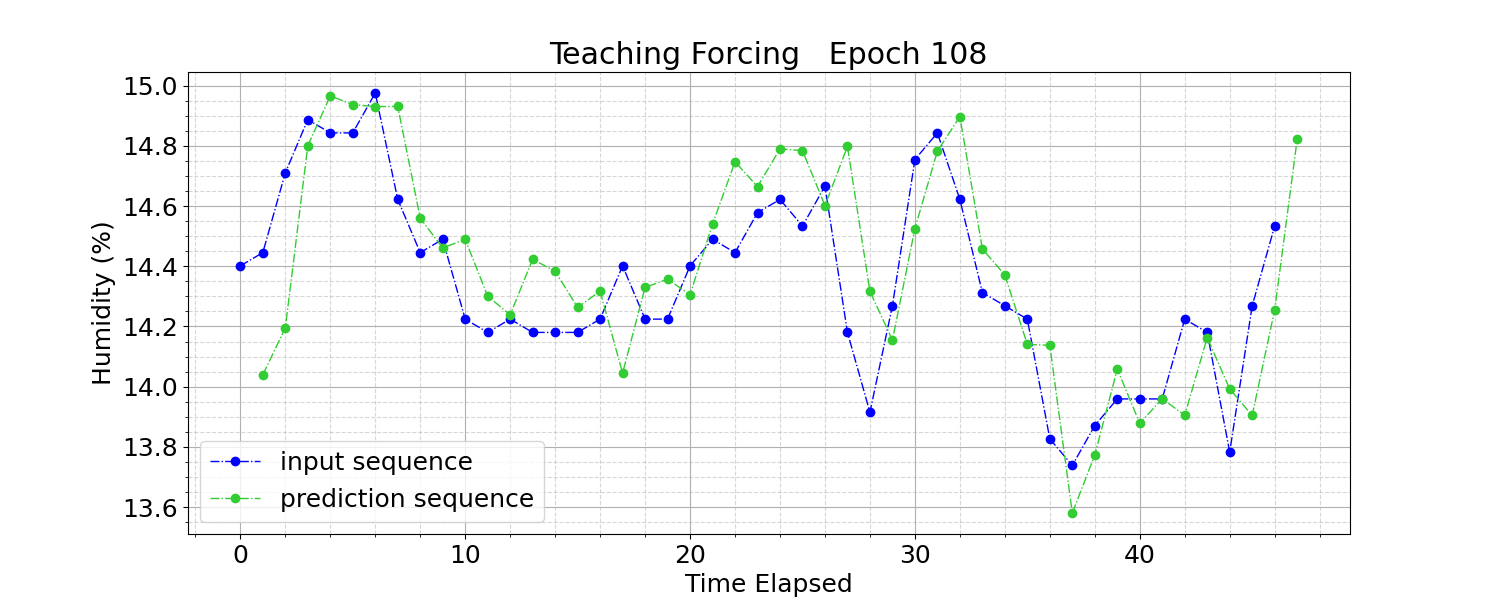 Teaching Forcing   Epoch 108
Humidity (%)
15.0
14.8
14.6
14.4
14.2
14.0
13.8
13.6
input sequence
prediction sequence
0 10 20 30 40
Time Elapsed